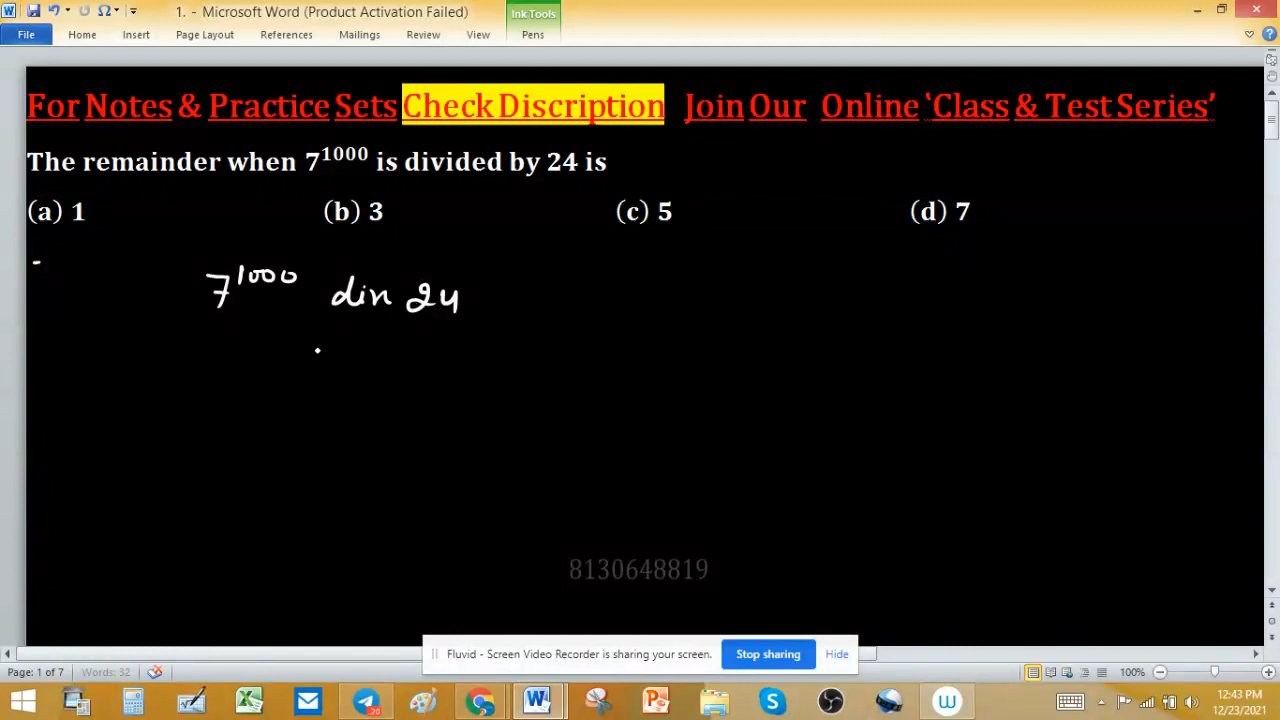 1. - Microsoft Word (Product Activation Failed)
Ink Tools
File Home Insert Page Layout References Mailings Review View Pens
For Notes & Practice Sets Check Discription Join Our Online ‘Class & Test Series’
The remainder when 7^1000 is divided by 24 is
(a) 1 (b) 3 (c) 5 (d) 7
7^1000 din 24
8130648819
Fluvid - Screen Video Recorder is sharing your screen. Stop sharing Hide
Page: 1 of 7 Words: 32 100%
12:43 PM
12/23/2021